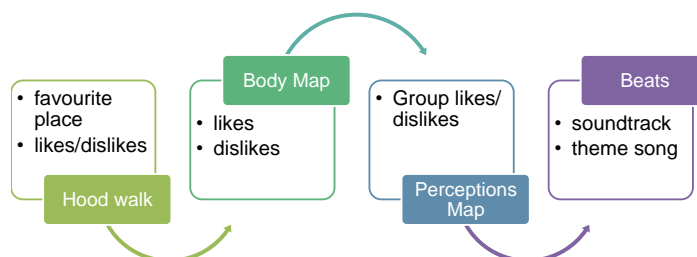 • favourite
place
• likes/dislikes
Hood walk
Body Map
• likes
• dislikes
• Group likes/
dislikes
Perceptions
Map
Beats
• soundtrack
• theme song